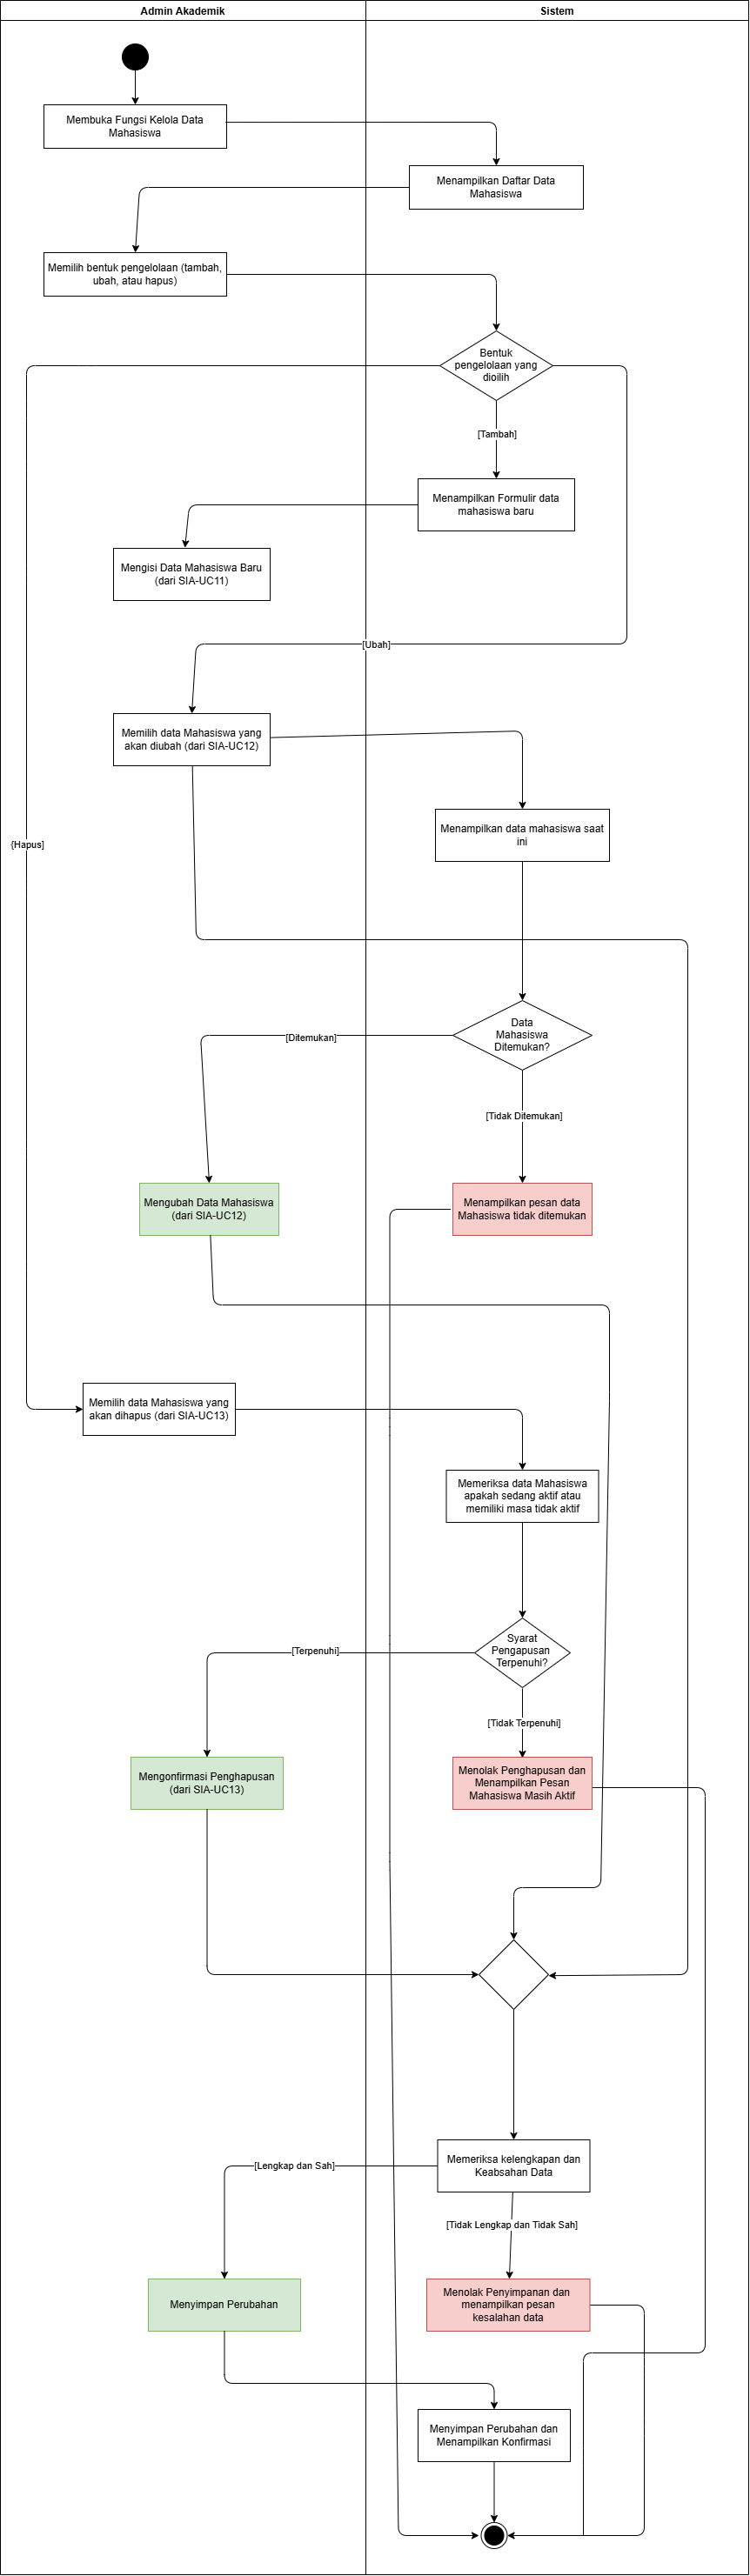 Admin Akademik
Sistem
Membuka Fungsi Kelola Data
Mahasiswa
Menampilkan Daftar Data
Mahasiswa
Memilih bentuk pengelolaan (tambah,
ubah, atau hapus)
Bentuk
pengelolaan yang
dioilih
[Tambah]
Menampilkan Formulir data
mahasiswa baru
Mengisi Data Mahasiswa Baru
(dari SIA-UC11)
[Ubah]
Memilih data Mahasiswa yang
akan diubah (dari SIA-UC12)
Menampilkan data mahasiswa saat
ini
{Hapus]
Data
Mahasiswa
Ditemukan?
[Ditemukan]
[Tidak Ditemukan]
Mengubah Data Mahasiswa
(dari SIA-UC12)
Menampilkan pesan data
Mahasiswa tidak ditemukan
Memilih data Mahasiswa yang
akan dihapus (dari SIA-UC13)
Memeriksa data Mahasiswa
apakah sedang aktif atau
memiliki masa tidak aktif
Syarat
Pengapusan
Terpenuhi?
[Terpenuhi]
[Tidak Terpenuhi]
Mengonfirmasi Penghapusan
(dari SIA-UC13)
Menolak Penghapusan dan
Menampilkan Pesan
Mahasiswa Masih Aktif
Memeriksa kelengkapan dan
Keabsahan Data
[Lengkap dan Sah]
[Tidak Lengkap dan Tidak Sah]
Menyimpan Perubahan
Menolak Penyimpanan dan
menampilkan pesan
kesalahan data
Menyimpan Perubahan dan
Menampilkan Konfirmasi